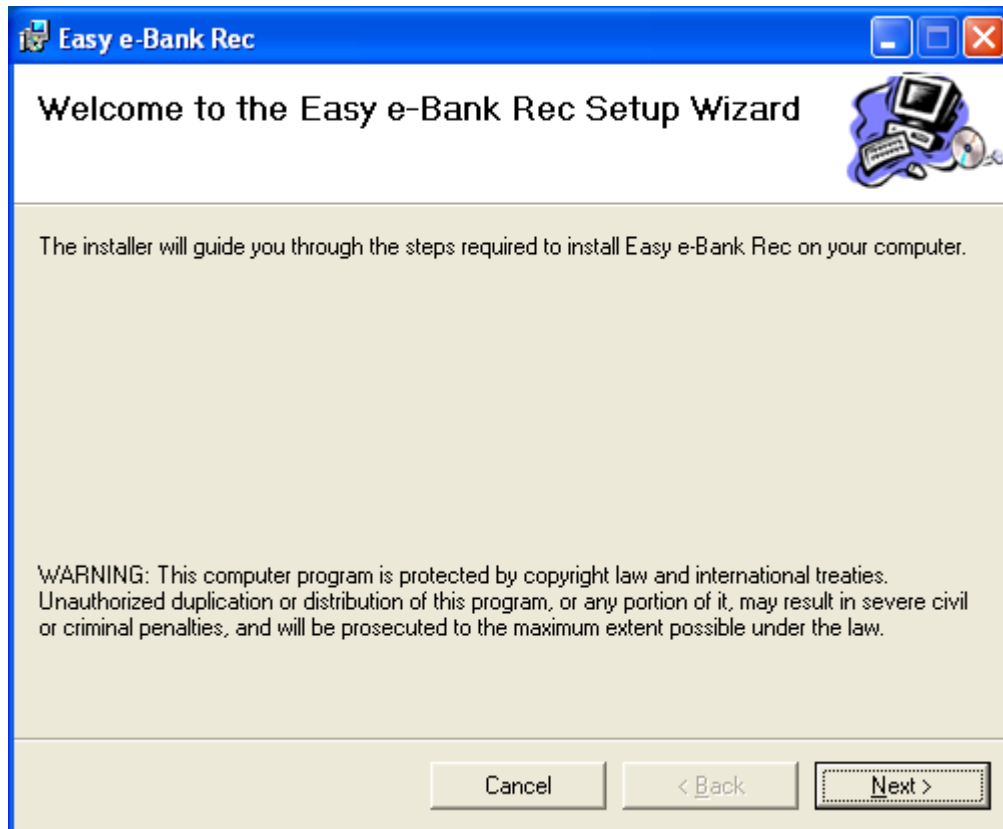 Easy e-Bank Rec
Welcome to the Easy e-Bank Rec Setup Wizard
The installer will guide you through the steps required to install Easy e-Bank Rec on your computer.
WARNING: This computer program is protected by copyright law and international treaties.
Unauthorized duplication or distribution of this program, or any portion of it, may result in severe civil
or criminal penalties, and will be prosecuted to the maximum extent possible under the law.
Cancel
< Back
Next >